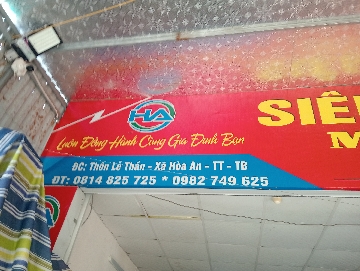 HA
SIÊ
M
Luôn Đồng Hành Cùng Gia Đình Bạn
ĐC: Thôn Lễ Thần - Xã Hòa An - TT - TB
ĐT: 0814 825 725 * 0982 749 625